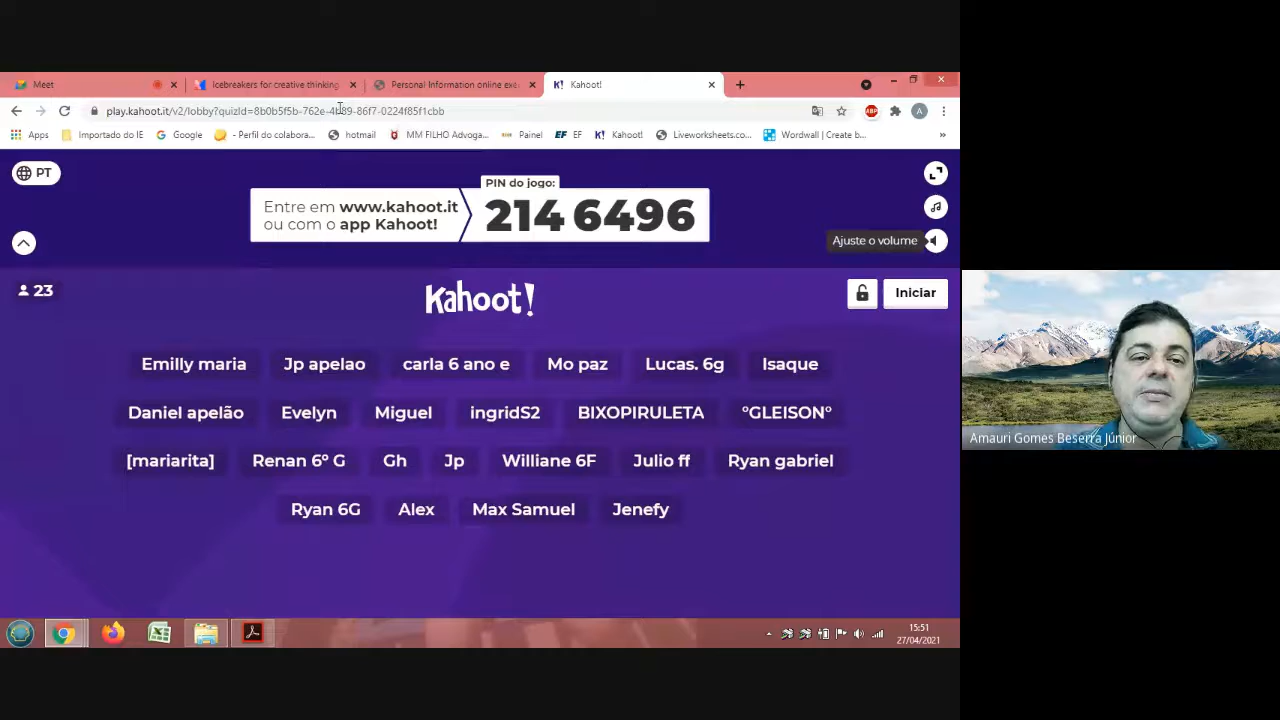 Meet
Icebreakers for creative thinking
Personal Information online exe
Kahoot!
play.kahoot.it/v2/lobby?quizId=8b0b5f5b-762e-4b89-86f7-0224f85f1cbb
Apps
Importado do IE
Google
- Perfil do colabora...
hotmail
MM FILHO Advoga...
Painel
EF EF
K! Kahoot!
Liveworksheets.co...
Wordwall | Create b...
PT
Entre em www.kahoot.it
ou com o app Kahoot!
PIN do jogo:
214 6496
Ajuste o volume
23
Kahoot!
Iniciar
Emilly maria
Jp apelao
carla 6 ano e
Mo paz
Lucas. 6g
Isaque
Daniel apelão
Evelyn
Miguel
ingridS2
BIXOPIRULETA
°GLEISON°
[mariarita]
Renan 6º G
Gh
Jp
Williane 6F
Julio ff
Ryan gabriel
Ryan 6G
Alex
Max Samuel
Jenefy
Amauri Gomes Beserra Júnior
15:51
27/04/2021